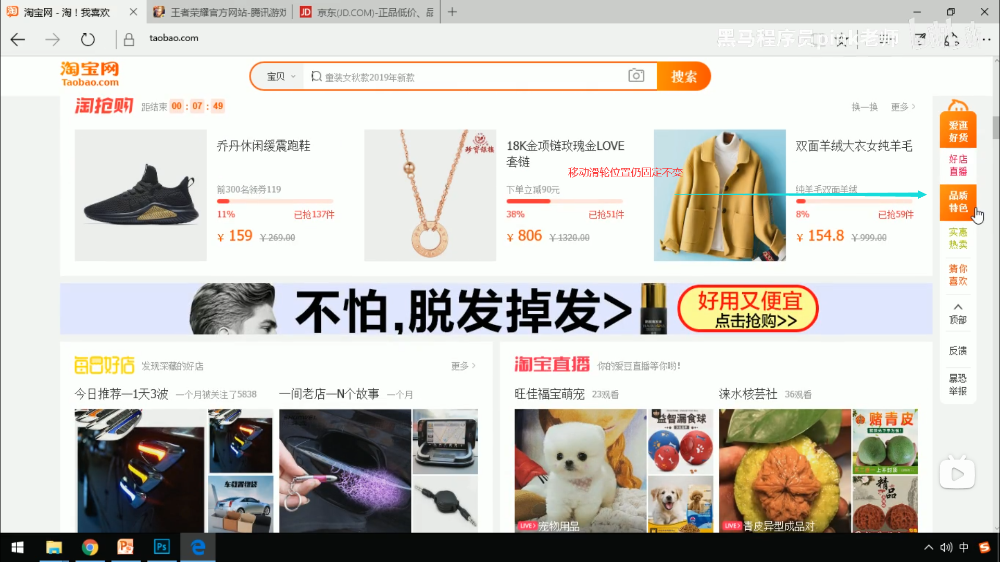 淘宝网 - 淘！我喜欢
王者荣耀官方网站-腾讯游戏
JD 京东(JD.COM)-正品低价、品
taobao.com
黑马程序员pink老师
淘宝网
Taobao.com
宝贝
童装女秋款2019年新款
搜索
淘抢购 距结束 00 : 07 : 49
换一换 更多 >
乔丹休闲缓震跑鞋
前300名领券119
11% 已抢137件
¥ 159 ¥269.00
珍寶銀樓
18K金项链玫瑰金LOVE
套链
移动滑轮位置仍固定不变
下单立减90元
38% 已抢51件
¥ 806 ¥1320.00
双面羊绒大衣女纯羊毛
纯羊毛双面羊绒
8% 已抢59件
¥ 154.8 ¥999.00
爱逛
好货
好店
直播
品质
特色
实惠
热卖
猜你
喜欢
顶部
反馈
暴恐
举报
不怕,脱发掉发>
好用又便宜
点击抢购>>
每日好店 发现深藏的好店 更多 >
今日推荐—1天3波 一个月被关注了5838
一间老店—N个故事 一个月
车载置物袋
淘宝直播 你的爱豆直播等你哟!
旺佳福宝萌宠 23观看
涞水核芸社 36观看
益智漏食球
LIVE> 宠物用品
赌青皮
上不封顶
精品
LIVE> 青皮异型成品对
Ps
中